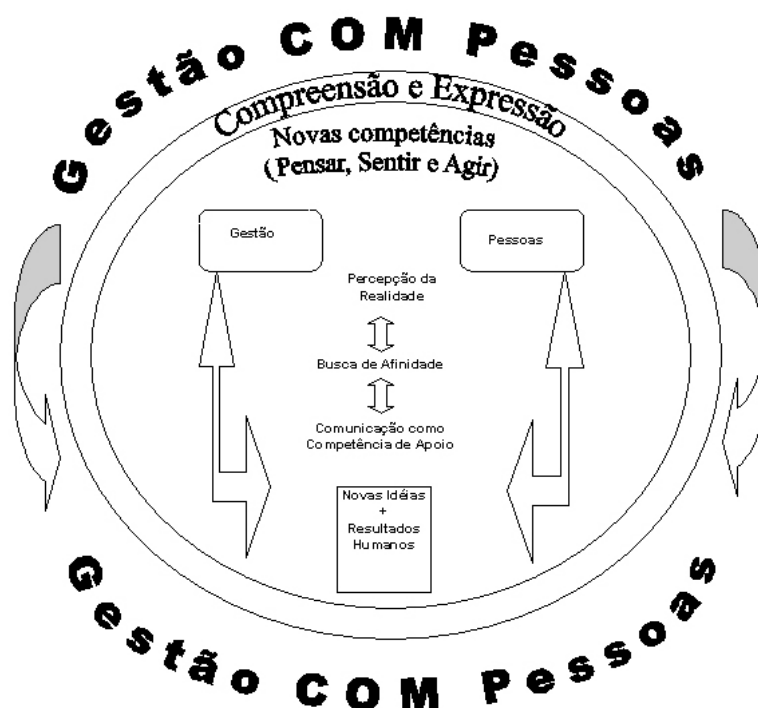 Gestão COM Pessoas
Compreensão e Expressão
Novas competências
(Pensar, Sentir e Agir)
Gestão
Pessoas
Percepção da
Realidade
Busca de Afinidade
Comunicação como
Competência de Apoio
Novas Idéias
+
Resultados
Humanos
Gestão COM Pessoas